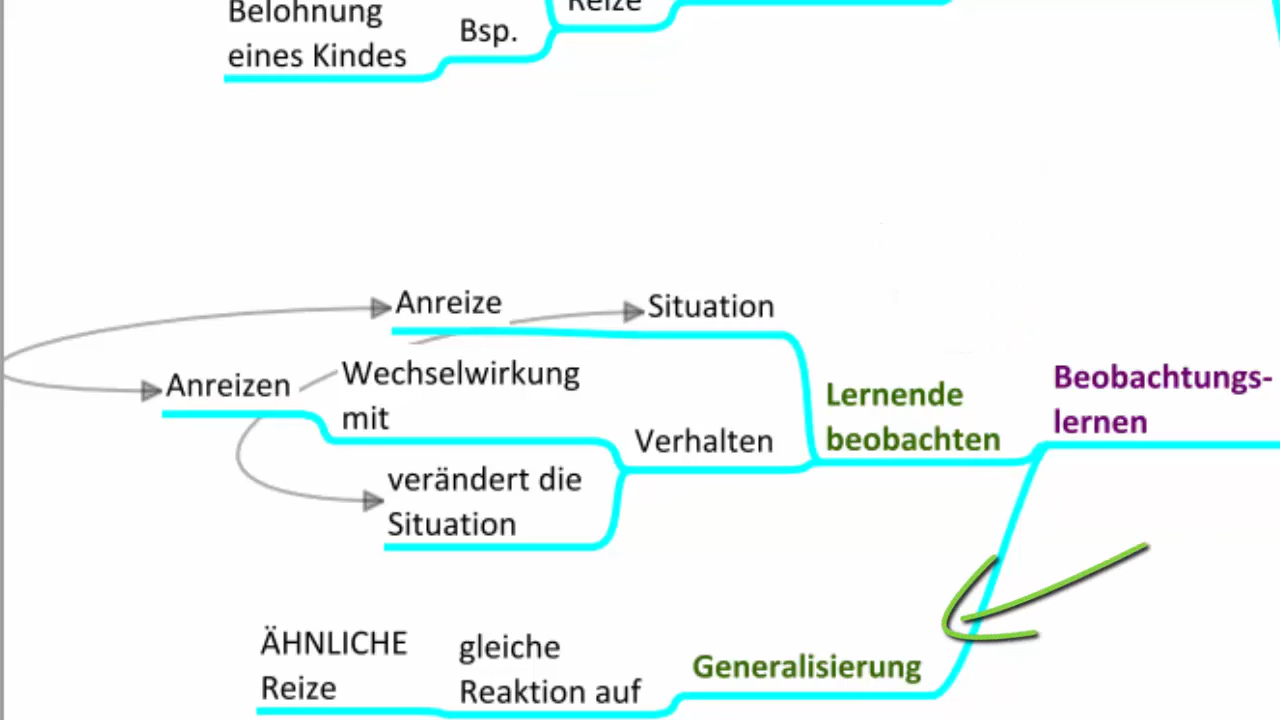 Reize
Belohnung
eines Kindes
Bsp.
Anreize
Situation
Anreizen
Wechselwirkung
mit
Verhalten
verändert die
Situation
Lernende
beobachten
Beobachtungs-
lernen
ÄHNLICHE
Reize
gleiche
Reaktion auf
Generalisierung